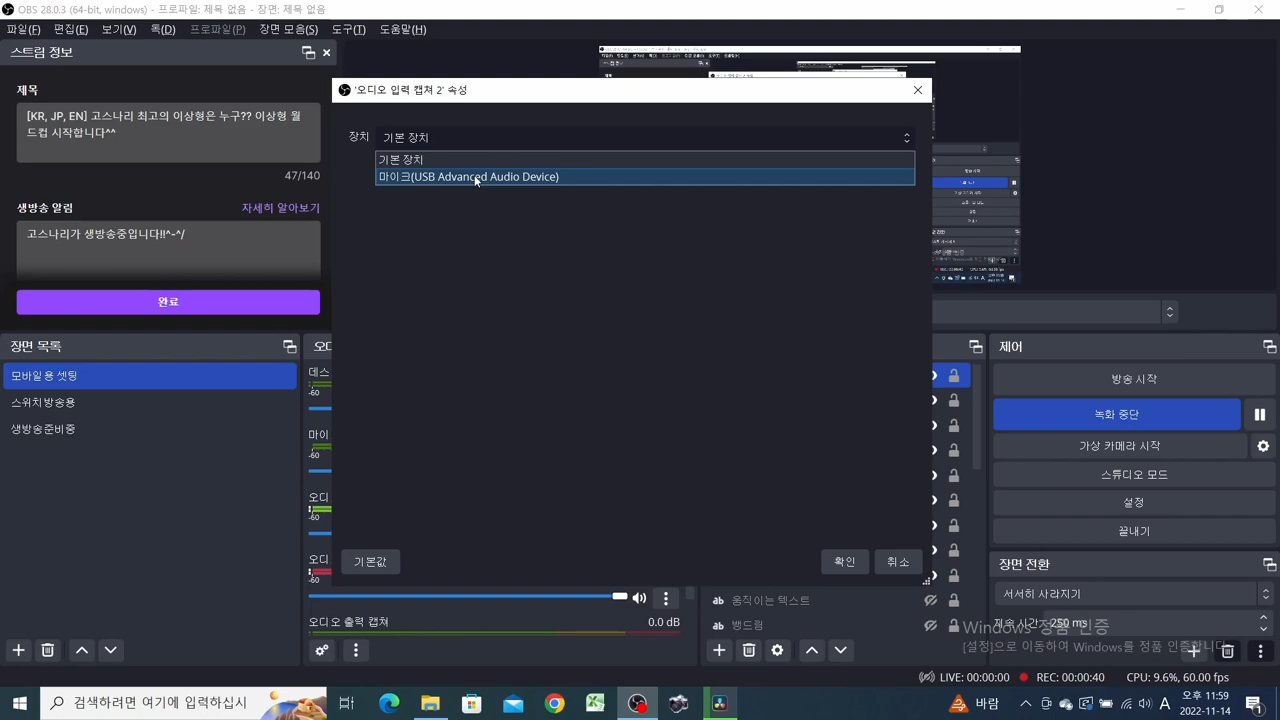 OBS 28.0.3 (64-bit, windows) - 프로파일: 제목 없음 - 장면: 제목 없음
파일(F) 편집(E) 보기(V) 독(D) 프로파일(P) 장면 모음(S) 도구(T) 도움말(H)
스트림 정보
제목
[KR, JP, EN] 고스나리 최고의 이상형은 누구?? 이상형 월
드컵 시작합니다^^
47/140
생방송 알림
자세히 알아보기
고스나리가 생방송중입니다!!^-^/
완료
'오디오 입력 캡쳐 2' 속성
장치
기본 장치
기본 장치
마이크(USB Advanced Audio Device)
기본값
확인
취소
장면 목록
모바일용 셋팅
스위치방송용
생방송준비중
오디
데스
-60
마이
-60
오디
-60
오디
-60
오디오 출력 캡쳐
0.0 dB
움직이는 텍스트
밴드림
제어
방송 시작
녹화 중단
가상 카메라 시작
스튜디오 모드
설정
끝내기
장면 전환
서서히 사라지기
지속 시간
250 ms
Windows 정품 인증
[설정]으로 이동하여 Windows를 정품 인증합니다.
LIVE: 00:00:00
REC: 00:00:40
CPU: 9.6%, 60.00 fps
검색하려면 여기에 입력하십시
바람
A
오후 11:59
2022-11-14
1